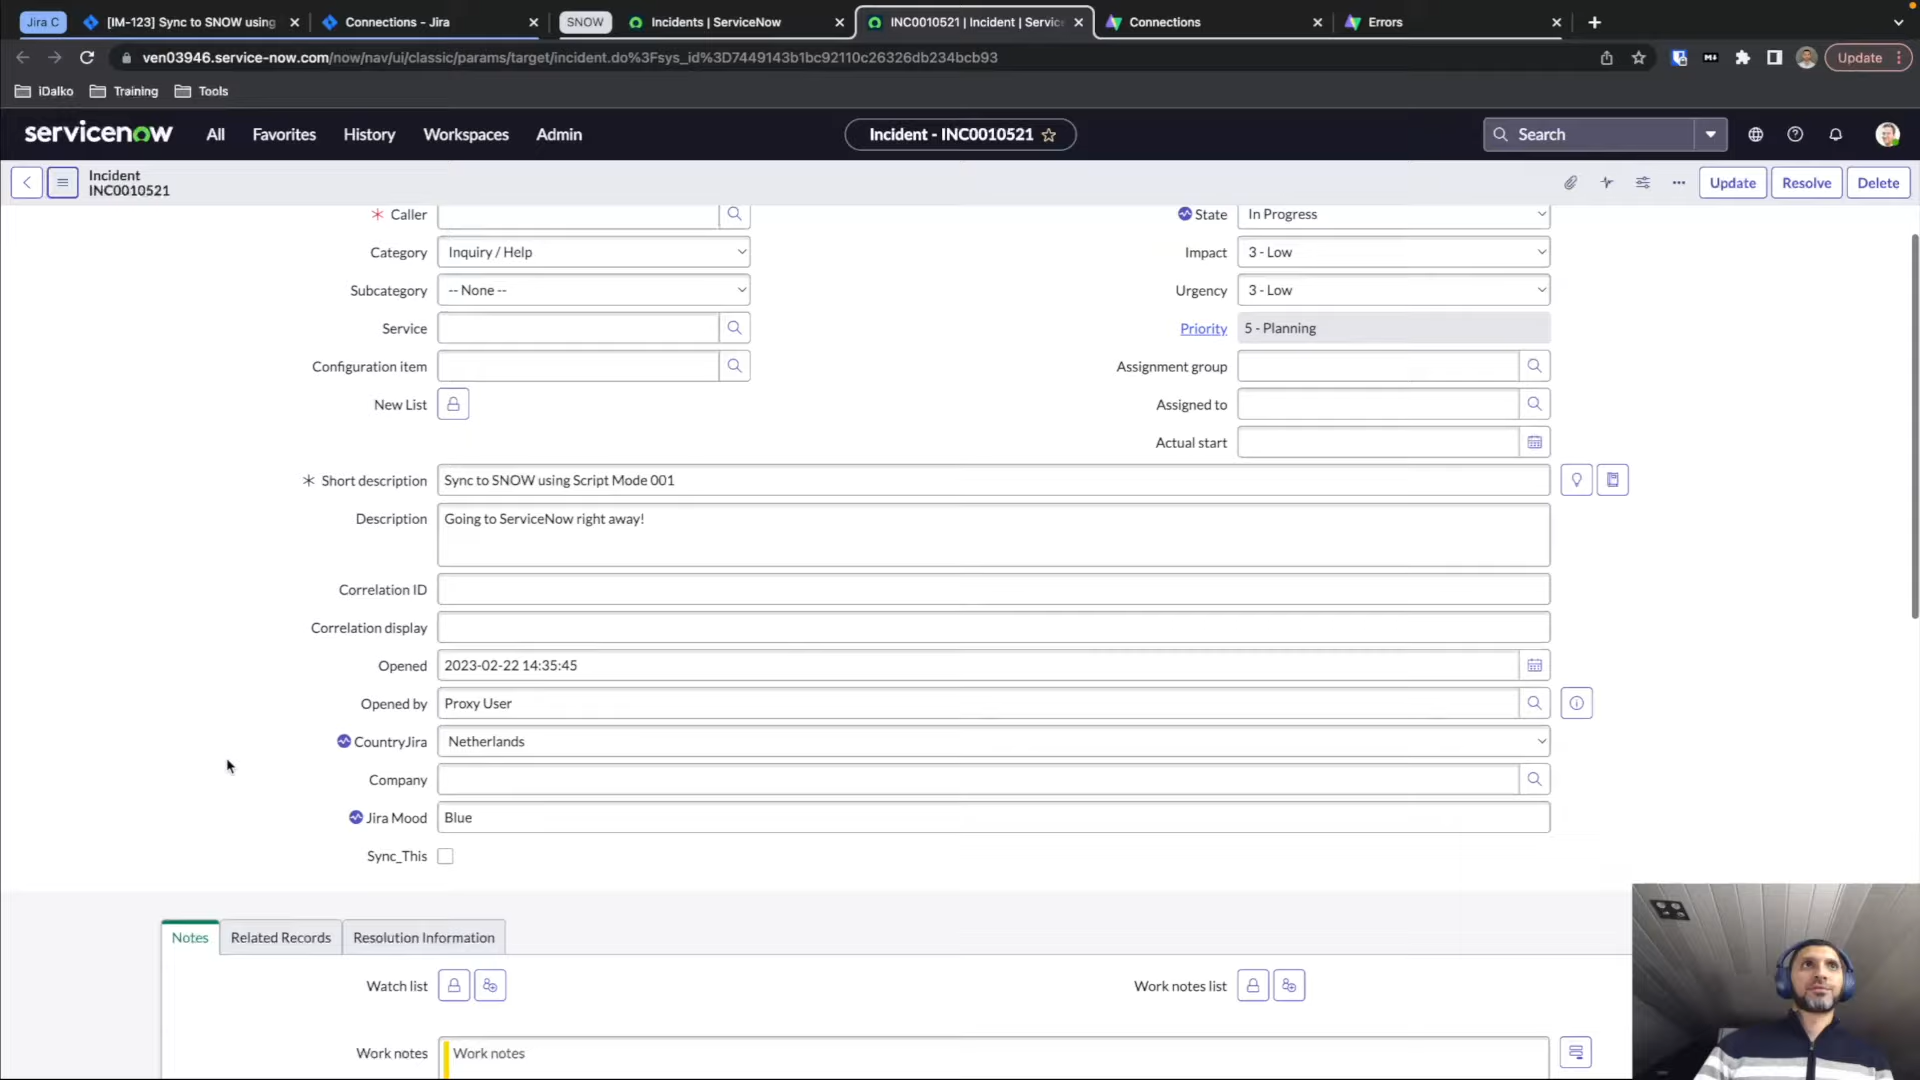 Jira C
[IM-123] Sync to SNOW using
Connections - Jira
SNOW
Incidents | ServiceNow
INC0010521 | Incident | Servic
Connections
Errors
ven03946.service-now.com/now/nav/ui/classic/params/target/incident.do%3Fsys_id%3D7449143b1bc92110c26326db234bcb93
Update
iDalko
Training
Tools
servicenow
All
Favorites
History
Workspaces
Admin
Incident - INC0010521
Search
Incident
INC0010521
Update
Resolve
Delete
Caller
State
In Progress
Category
Inquiry / Help
Impact
3 - Low
Subcategory
-- None --
Urgency
3 - Low
Service
Priority
5 - Planning
Configuration item
Assignment group
New List
Assigned to
Actual start
Short description
Sync to SNOW using Script Mode 001
Description
Going to ServiceNow right away!
Correlation ID
Correlation display
Opened
2023-02-22 14:35:45
Opened by
Proxy User
CountryJira
Netherlands
Company
Jira Mood
Blue
Sync_This
Notes
Related Records
Resolution Information
Watch list
Work notes list
Work notes
Work notes